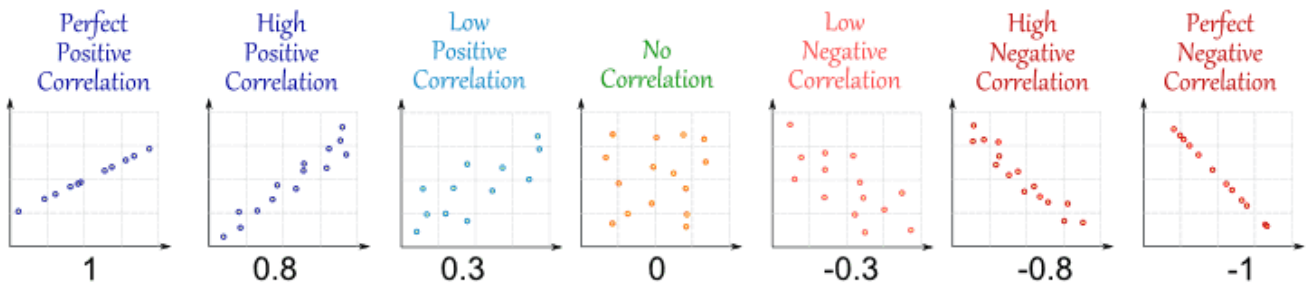 Perfect
Positive
Correlation
High
Positive
Correlation
Low
Positive
Correlation
No
Correlation
Low
Negative
Correlation
High
Negative
Correlation
Perfect
Negative
Correlation
1
0.8
0.3
0
-0.3
-0.8
-1